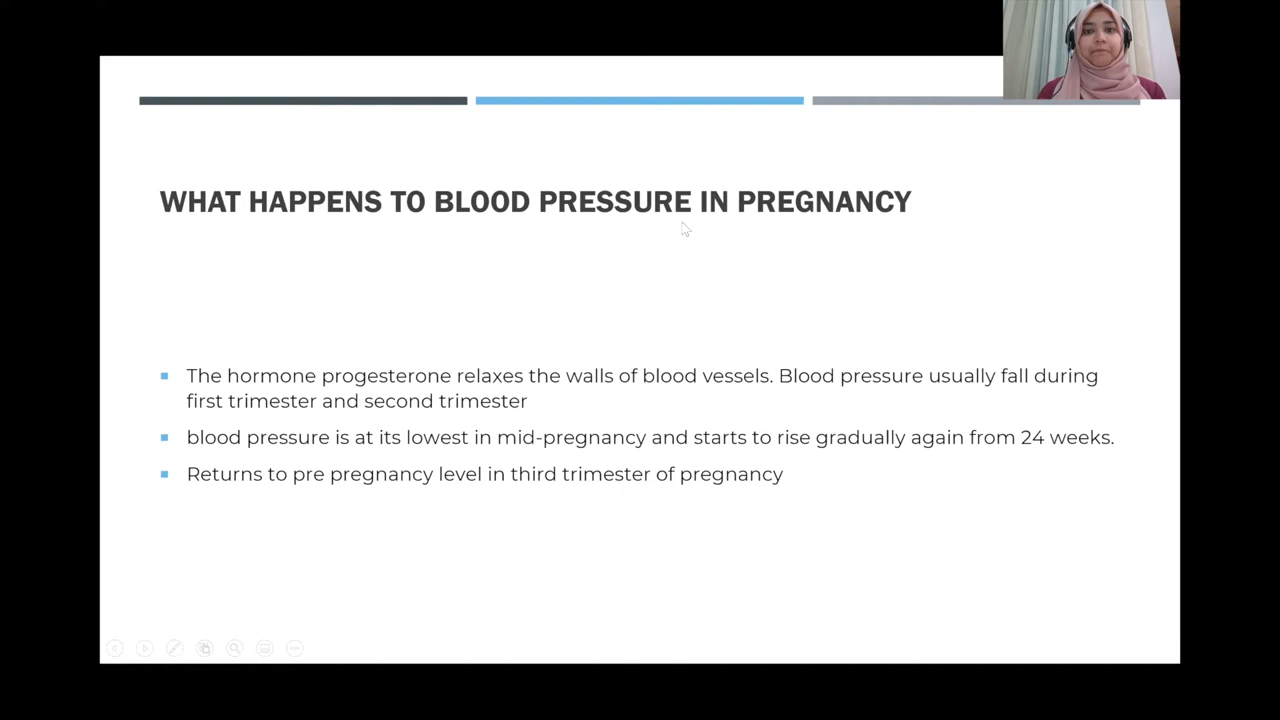 WHAT HAPPENS TO BLOOD PRESSURE IN PREGNANCY
The hormone progesterone relaxes the walls of blood vessels. Blood pressure usually fall during
first trimester and second trimester
blood pressure is at its lowest in mid-pregnancy and starts to rise gradually again from 24 weeks.
Returns to pre pregnancy level in third trimester of pregnancy